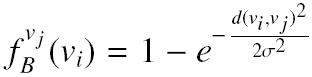 $f_B^{v_j}(v_i) = 1 - e^{-\frac{d(v_i, v_j)^2}{2\sigma^2}}$